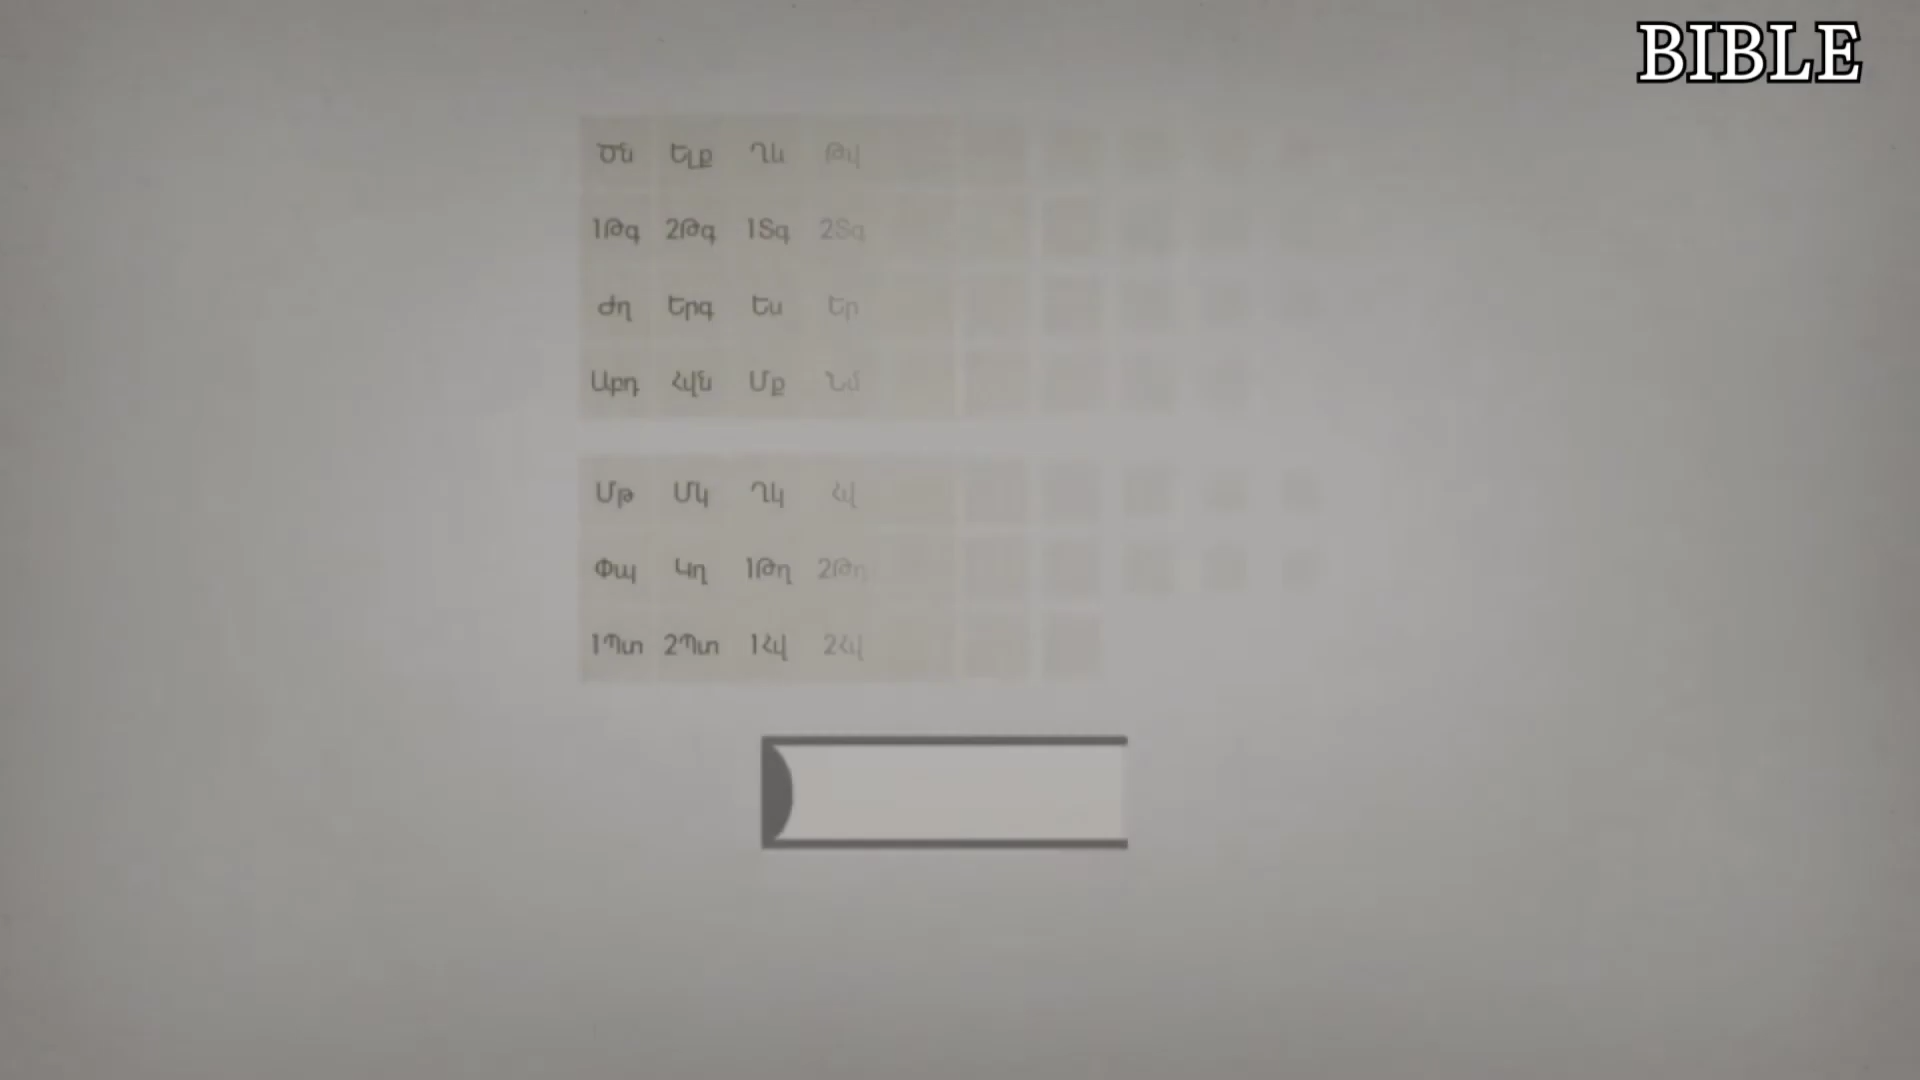 BIBLE
Ծն Ելք Ղև Թվ
1Թգ 2Թգ 1Տգ 2Տգ
Ժղ Երգ Ես Եր
Աբդ Հվն Մք Նմ
Մթ Մկ Ղկ Հվ
Փպ Կղ 1Թղ 2Թղ
1Պտ 2Պտ 1Հվ 2Հվ